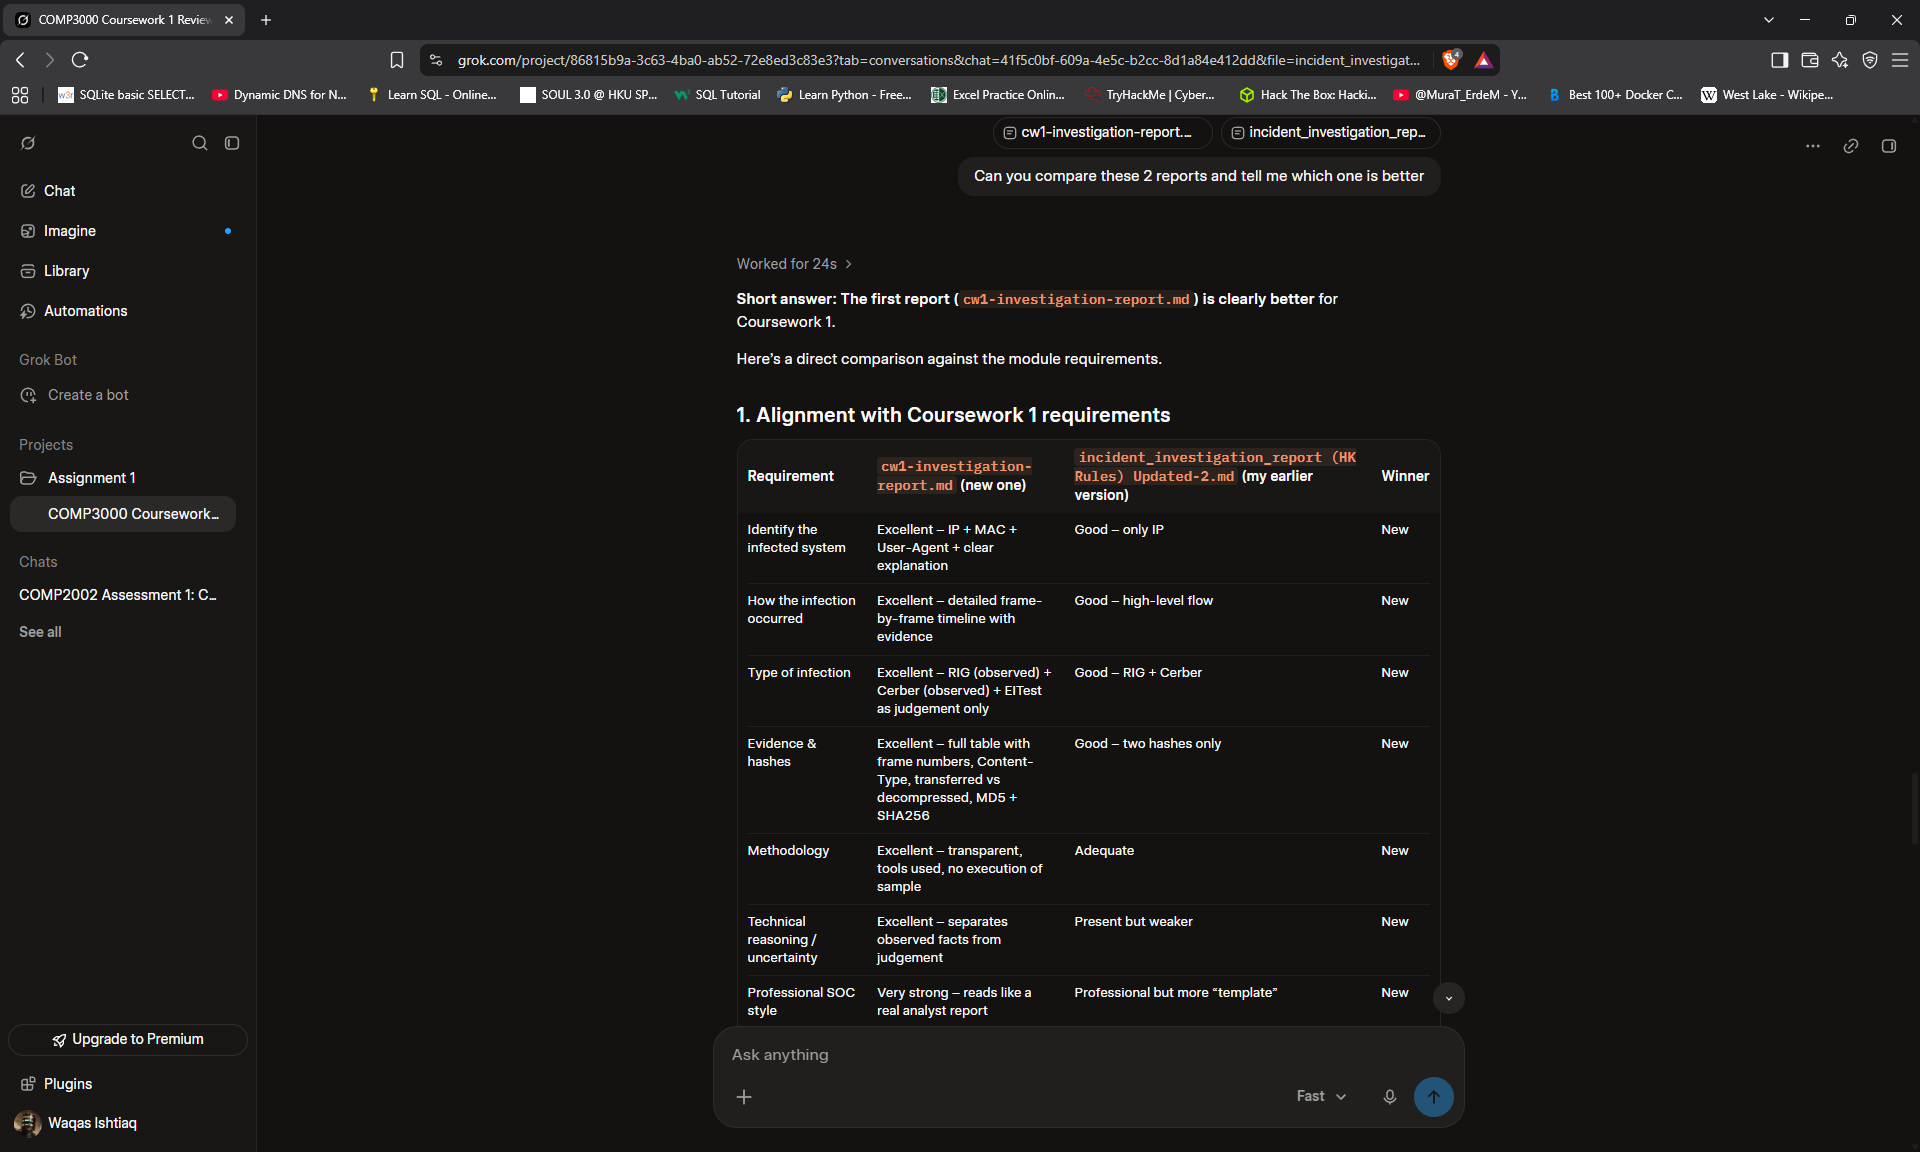 COMP3000 Coursework 1 Review
grok.com/project/86815b9a-3c63-4ba0-ab52-72e8ed3c83e3?tab=conversations&chat=41f5c0bf-609a-4e5c-b2cc-8d1a84e412dd&file=incident_investigat...
4
SQLite basic SELECT...
Dynamic DNS for N...
Learn SQL - Online...
SOUL 3.0 @ HKU SP...
SQL Tutorial
Learn Python - Free...
Excel Practice Onlin...
TryHackMe | Cyber...
Hack The Box: Hacki...
@MuraT_ErdeM - Y...
Best 100+ Docker C...
West Lake - Wikipe...
Chat
Imagine
Library
Automations
Grok Bot
Create a bot
Projects
Assignment 1
COMP3000 Coursework...
Chats
COMP2002 Assessment 1: C...
See all
Upgrade to Premium
Plugins
Waqas Ishtiaq
cw1-investigation-report....
incident_investigation_rep...
Can you compare these 2 reports and tell me which one is better
Worked for 24s
Short answer: The first report ( cw1-investigation-report.md ) is clearly better for
Coursework 1.
Here's a direct comparison against the module requirements.
1. Alignment with Coursework 1 requirements
Requirement
cw1-investigation-
report.md (new one)
incident_investigation_report (HK
Rules) Updated-2.md (my earlier
version)
Winner
Identify the
infected system
Excellent – IP + MAC +
User-Agent + clear
explanation
Good – only IP
New
How the infection
occurred
Excellent – detailed frame-
by-frame timeline with
evidence
Good – high-level flow
New
Type of infection
Excellent – RIG (observed) +
Cerber (observed) + EITest
as judgement only
Good – RIG + Cerber
New
Evidence &
hashes
Excellent – full table with
frame numbers, Content-
Type, transferred vs
decompressed, MD5 +
SHA256
Good – two hashes only
New
Methodology
Excellent – transparent,
tools used, no execution of
sample
Adequate
New
Technical
reasoning /
uncertainty
Excellent – separates
observed facts from
judgement
Present but weaker
New
Professional SOC
style
Very strong – reads like a
real analyst report
Professional but more “template”
New
Ask anything
Fast